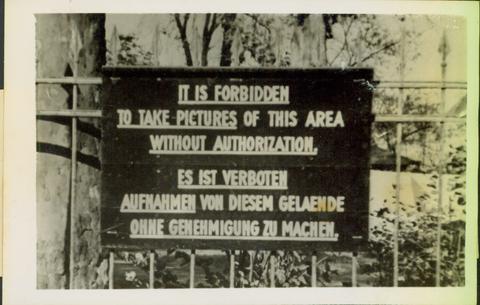 IT IS FORBIDDEN
TO TAKE PICTURES OF THIS AREA
WITHOUT AUTHORIZATION.
ES IST VERBOTEN
AUFNAHMEN VON DIESEM GELAENDE
OHNE GENEHMIGUNG ZU MACHEN.